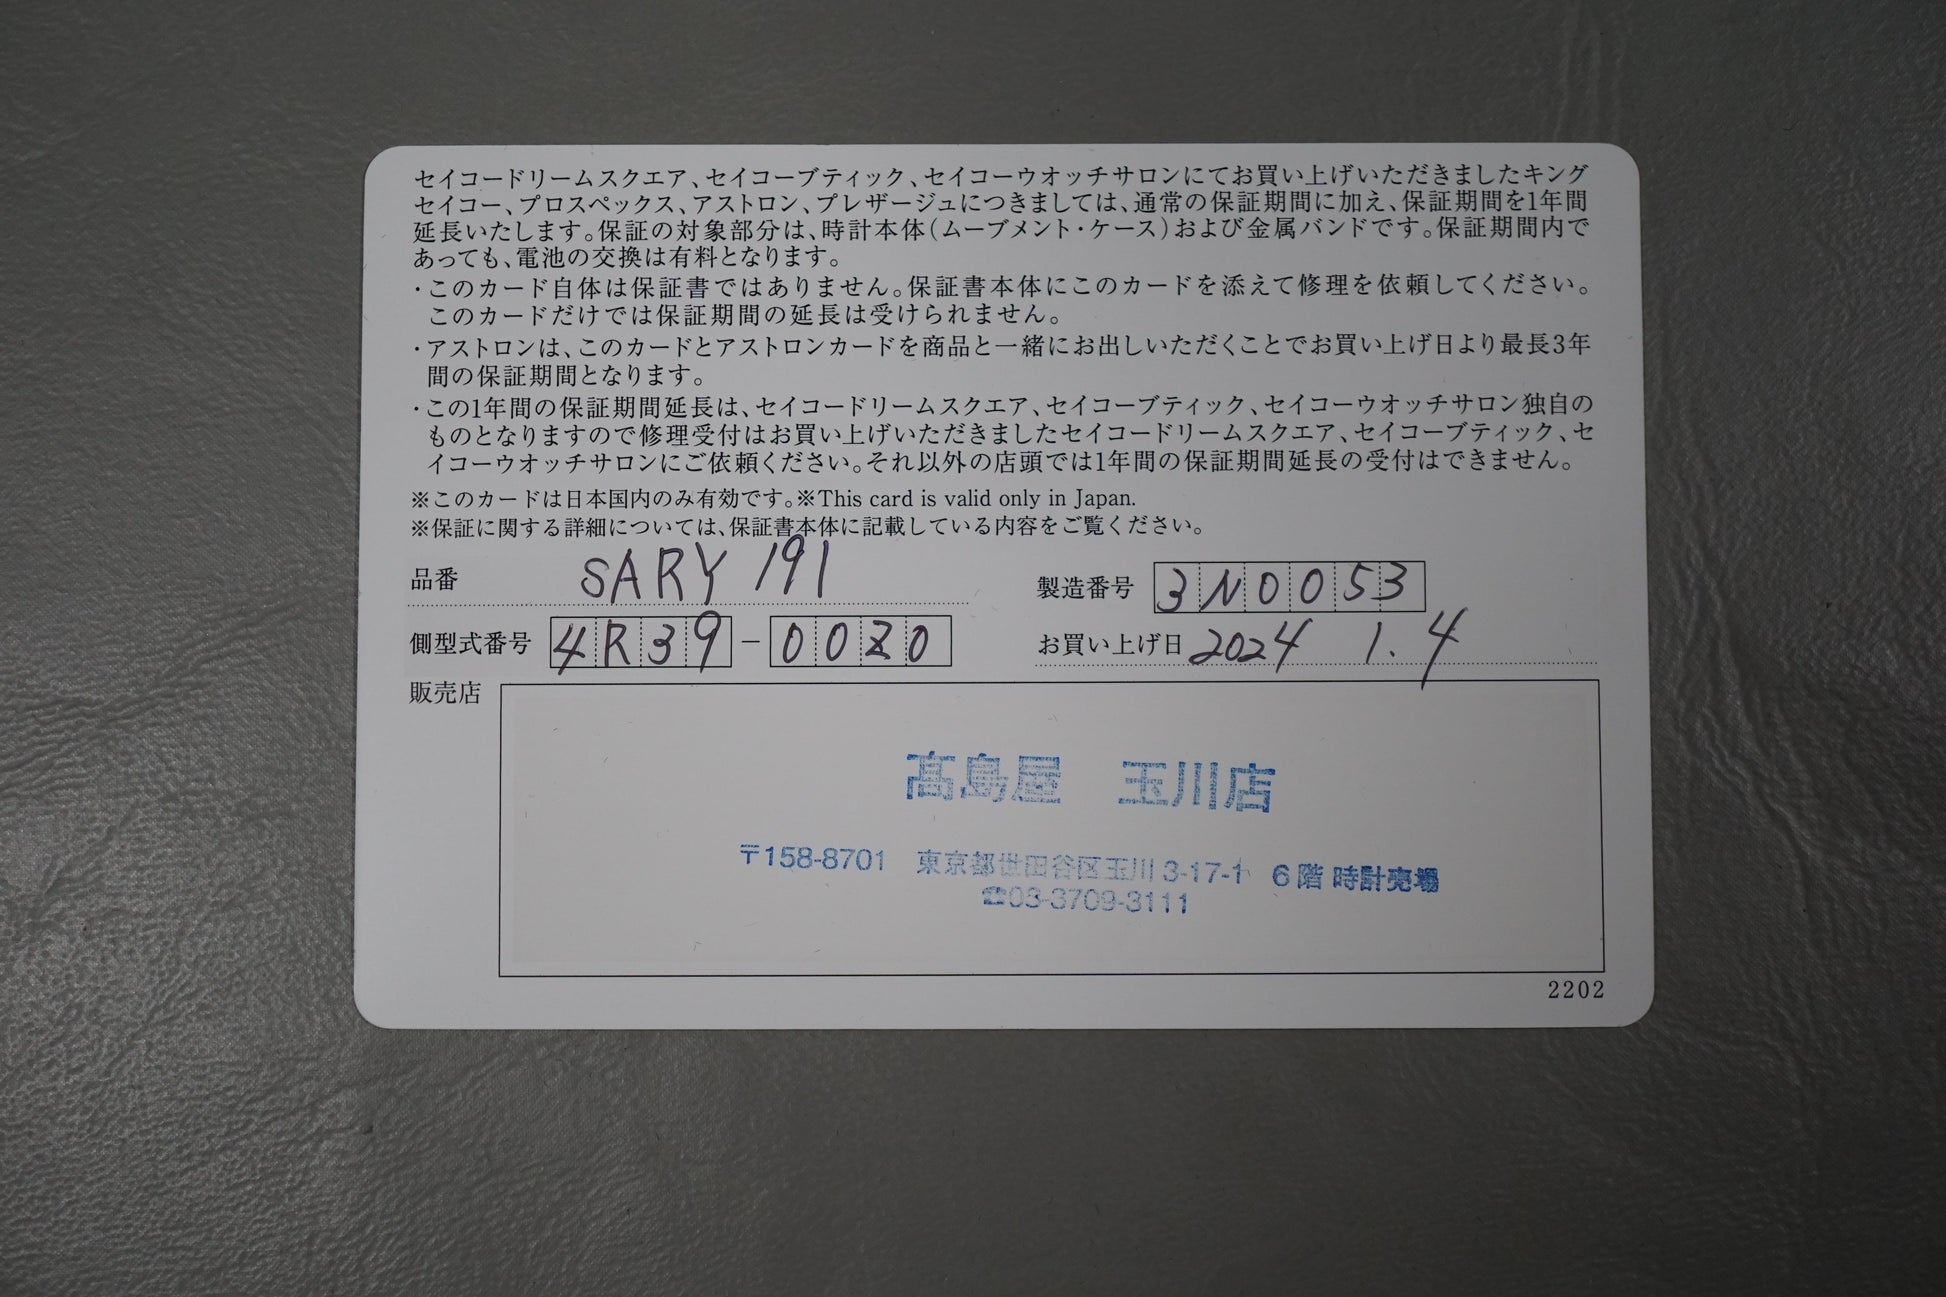 セイコードリームスクエア、セイコーブティック、セイコーウオッチサロンにてお買い上げいただきましたキング
セイコー、プロスペックス、アストロン、プレザージュにつきましては、通常の保証期間に加え、保証期間を1年間
延長いたします。保証の対象部分は、時計本体(ムーブメント・ケース)および金属バンドです。保証期間内で
あっても、電池の交換は有料となります。
・このカード自体は保証書ではありません。保証書本体にこのカードを添えて修理を依頼してください。
このカードだけでは保証期間の延長は受けられません。
・アストロンは、このカードとアストロンカードを商品と一緒にお出しいただくことでお買い上げ日より最長3年
間の保証期間となります。
・この1年間の保証期間延長は、セイコードリームスクエア、セイコーブティック、セイコーウオッチサロン独自の
ものとなりますので修理受付はお買い上げいただきましたセイコードリームスクエア、セイコーブティック、セ
イコーウオッチサロンにご依頼ください。それ以外の店頭では1年間の保証期間延長の受付はできません。
※このカードは日本国内のみ有効です。※This card is valid only in Japan.
※保証に関する詳細については、保証書本体に記載している内容をご覧ください。
品番 SARY 191 製造番号 3N0053
側型式番号 4R39-00Z0 お買い上げ日 2024 1.4
販売店
髙島屋 玉川店
〒158-8701 東京都世田谷区玉川 3-17-1 6階 時計売場
☎03-3709-3111
2202